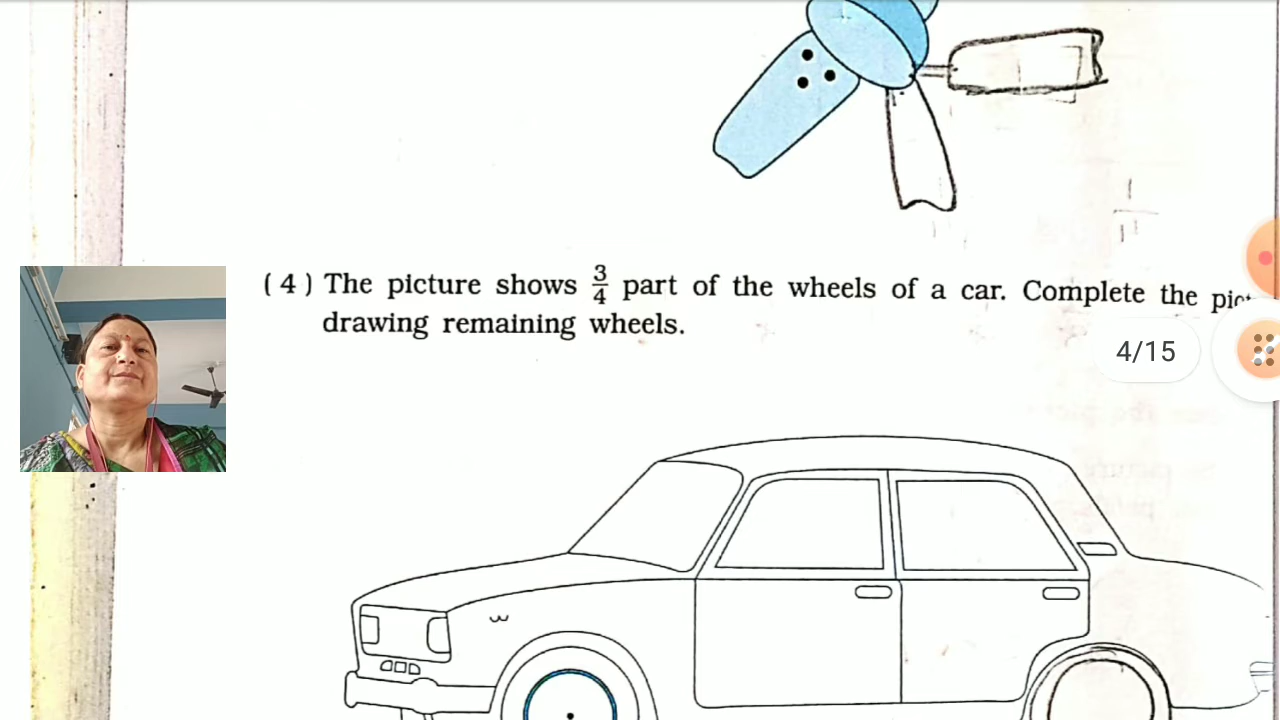 ( 4 ) The picture shows 3/4 part of the wheels of a car. Complete the
drawing remaining wheels.
4/15